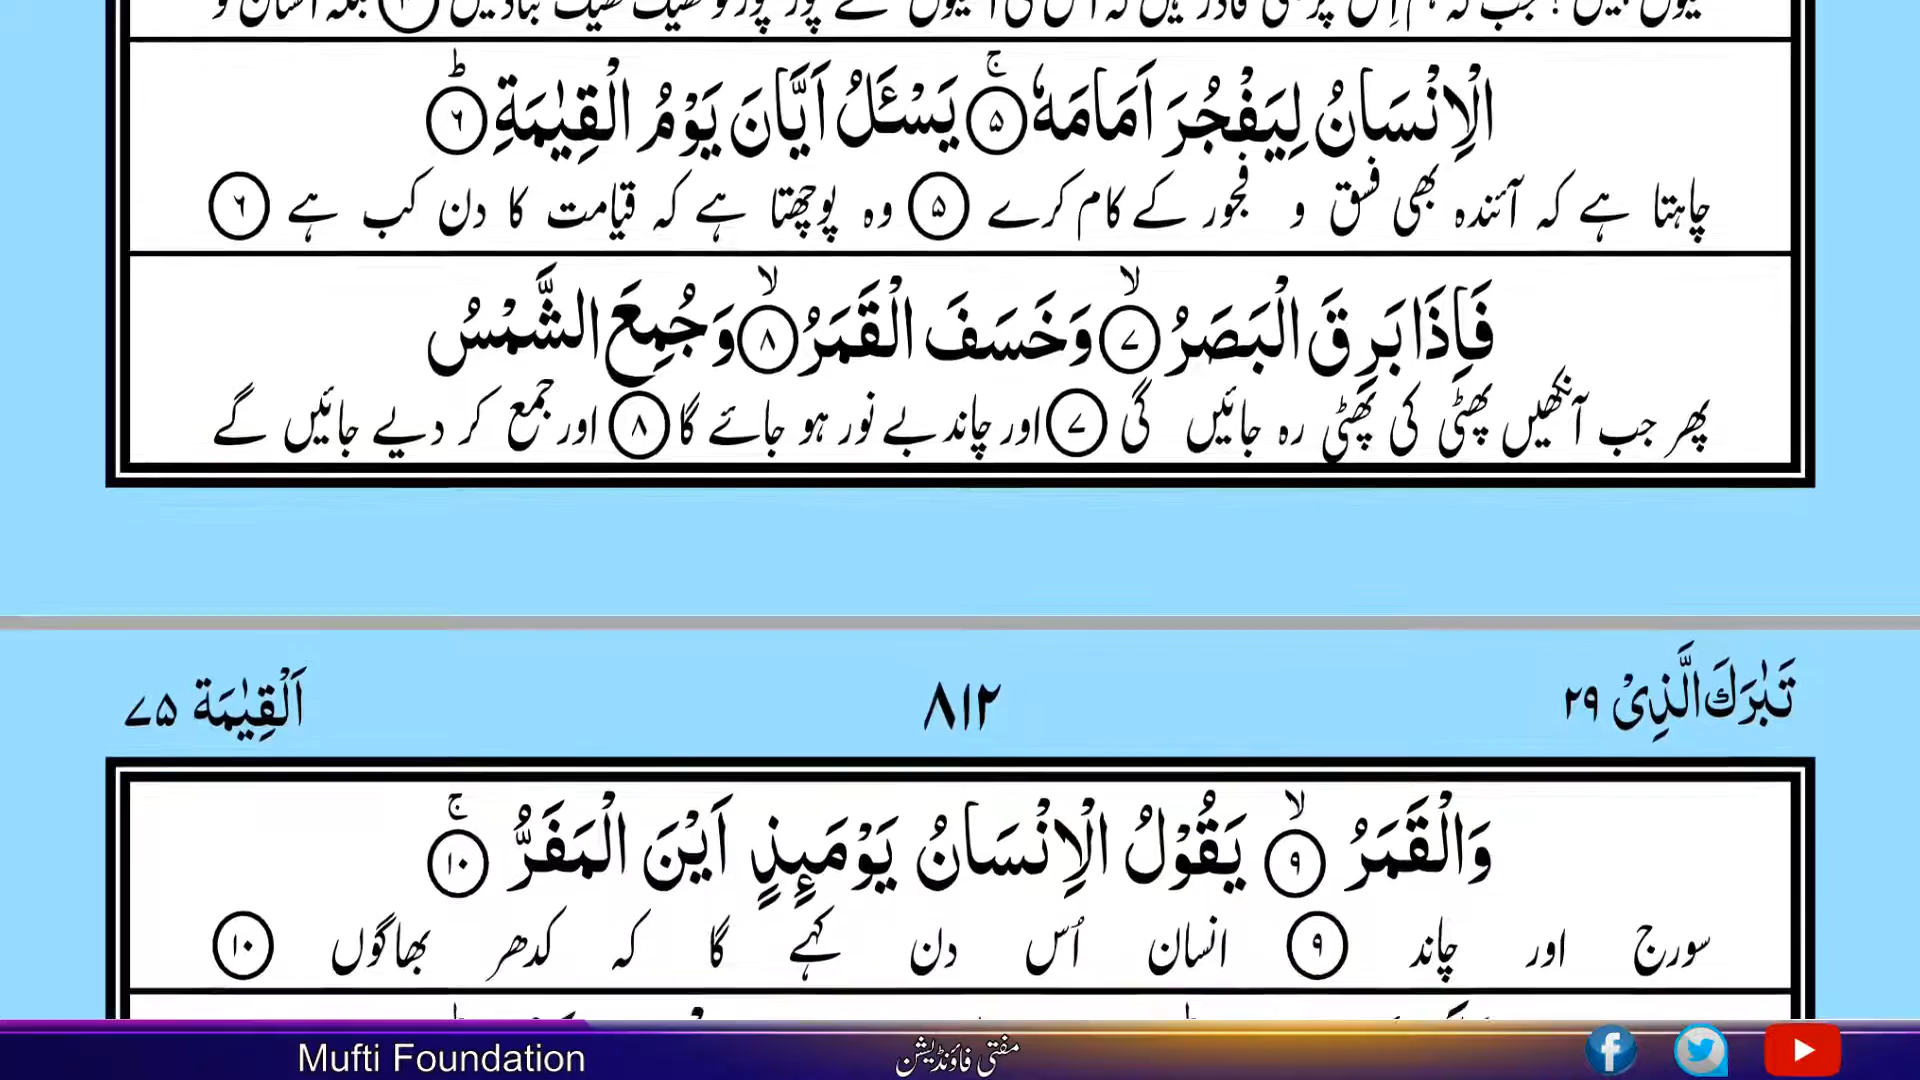 الْاِنْسَانُ لِيَفْجُرَ اَمَامَهٗ ۚ ۵ يَسْـَٔلُ اَيَّانَ يَوْمُ الْقِيٰمَةِ ؕ ۶
چاہتا ہے کہ آئندہ بھی فسق و فجور کے کام کرے ۵ وہ پوچھتا ہے کہ قیامت کا دن کب ہے ۶
فَاِذَا بَرِقَ الْبَصَرُ ۙ ۷ وَخَسَفَ الْقَمَرُ ۙ ۸ وَجُمِعَ الشَّمْسُ
پھر جب آنکھیں پھٹی کی پھٹی رہ جائیں گی ۷ اور چاند بے نور ہو جائے گا ۸ اور جمع کر دیے جائیں گے
تَبٰرَكَ الَّذِیْ ۲۹ ۸۱۲ اَلْقِيٰمَة ۷۵
وَالْقَمَرُ ۙ ۹ يَقُوْلُ الْاِنْسَانُ يَوْمَىِٕذٍ اَيْنَ الْمَفَرُّ ۚ ۱۰
سورج اور چاند ۹ انسان اُس دن کہے گا کہ کدھر بھاگوں ۱۰
Mufti Foundation مفتی فاؤنڈیشن